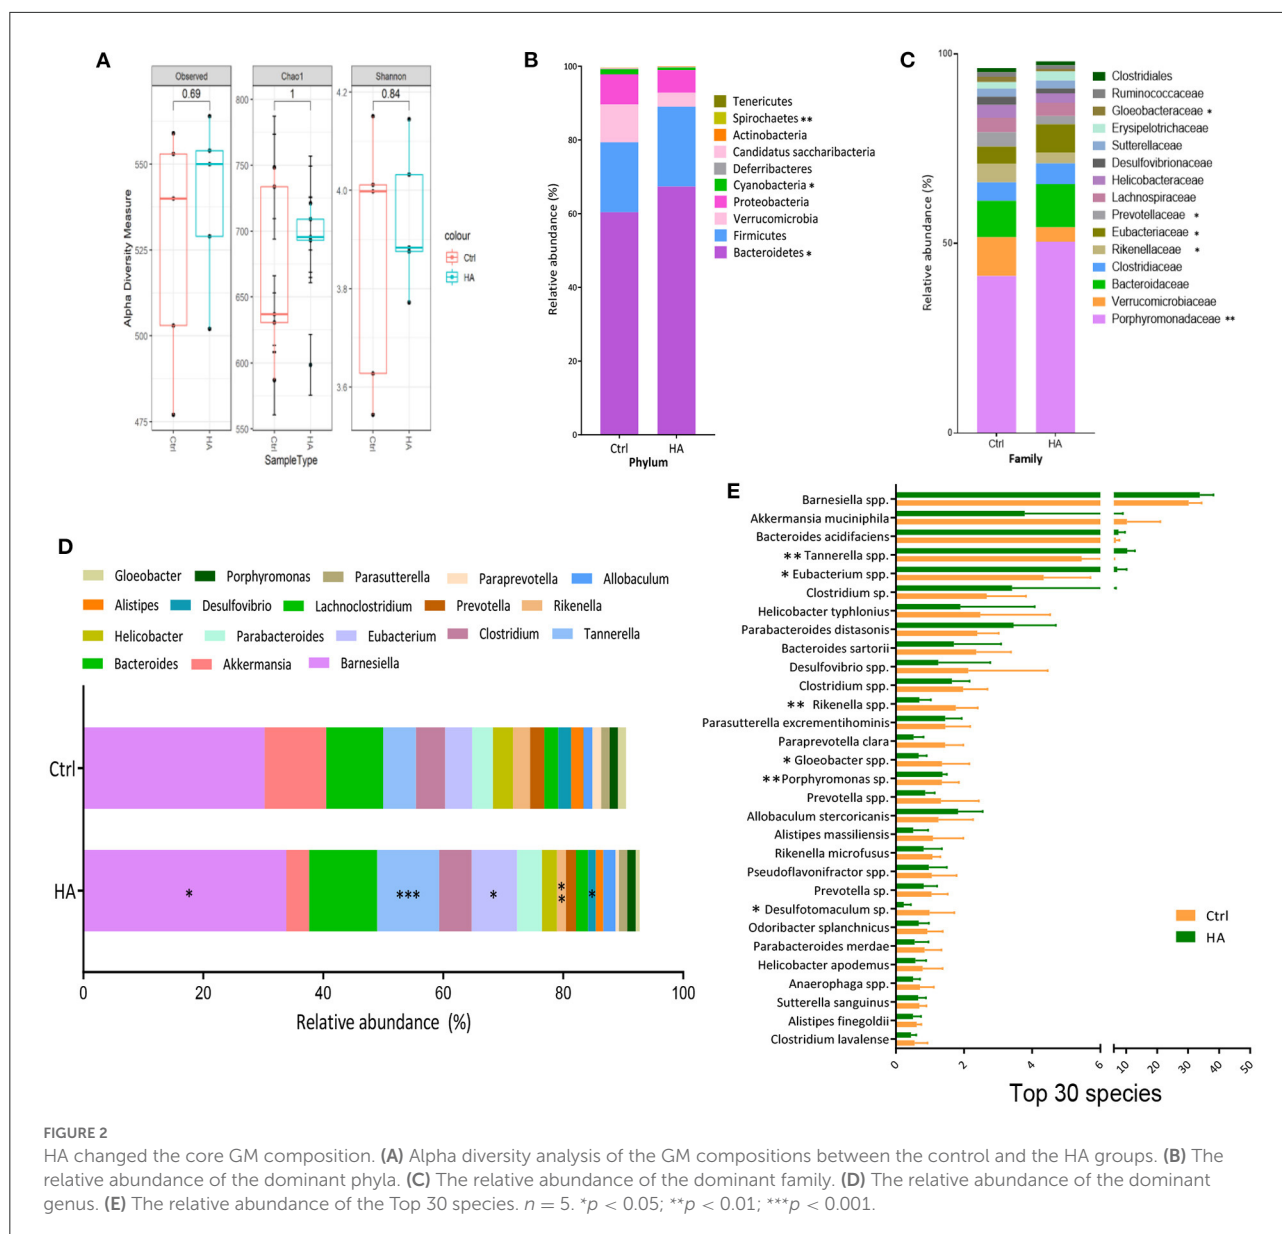 A
Observed
Chao1
Shannon
0.69
1
0.84
Alpha Diversity Measure
550
525
500
475
800
750
700
650
600
550
4.2
4.0
3.8
3.6
colour
Ctrl
HA
Ctrl
HA
Ctrl
HA
Ctrl
HA
SampleType
B
Relative abundance (%)
100
80
60
40
20
0
Ctrl
HA
Phylum
Tenericutes
Spirochaetes **
Actinobacteria
Candidatus saccharibacteria
Deferribacteres
Cyanobacteria *
Proteobacteria
Verrucomicrobia
Firmicutes
Bacteroidetes *
C
Relative abundance (%)
100
50
0
Ctrl
HA
Family
Clostridiales
Ruminococcaceae
Gloeobacteraceae *
Erysipelotrichaceae
Sutterellaceae
Desulfovibrionaceae
Helicobacteraceae
Lachnospiraceae
Prevotellaceae *
Eubacteriaceae *
Rikenellaceae *
Clostridiaceae
Bacteroidaceae
Verrucomicrobiaceae
Porphyromonadaceae **
D
Gloeobacter Porphyromonas Parasutterella Paraprevotella Allobaculum
Alistipes Desulfovibrio Lachnoclostridium Prevotella Rikenella
Helicobacter Parabacteroides Eubacterium Clostridium Tannerella
Bacteroides Akkermansia Barnesiella
Ctrl
HA
* *** * ** *
0 20 40 60 80 100
Relative abundance (%)
E
Barnesiella spp.
Akkermansia muciniphila
Bacteroides acidifaciens
** Tannerella spp.
* Eubacterium spp.
Clostridium sp.
Helicobacter typhlonius
Parabacteroides distasonis
Bacteroides sartorii
Desulfovibrio spp.
Clostridium spp.
** Rikenella spp.
Parasutterella excrementihominis
Paraprevotella clara
* Gloeobacter spp.
**Porphyromonas sp.
Prevotella spp.
Allobaculum stercoricanis
Alistipes massiliensis
Rikenella microfusus
Pseudoflavonifractor spp.
Prevotella sp.
* Desulfotomaculum sp.
Odoribacter splanchnicus
Parabacteroides merdae
Helicobacter apodemus
Anaerophaga spp.
Sutterella sanguinus
Alistipes finegoldii
Clostridium lavalense
Ctrl
HA
0 2 4 6 10 20 30 40 50
Top 30 species
FIGURE 2
HA changed the core GM composition. (A) Alpha diversity analysis of the GM compositions between the control and the HA groups. (B) The
relative abundance of the dominant phyla. (C) The relative abundance of the dominant family. (D) The relative abundance of the dominant
genus. (E) The relative abundance of the Top 30 species. n = 5. *p < 0.05; **p < 0.01; ***p < 0.001.